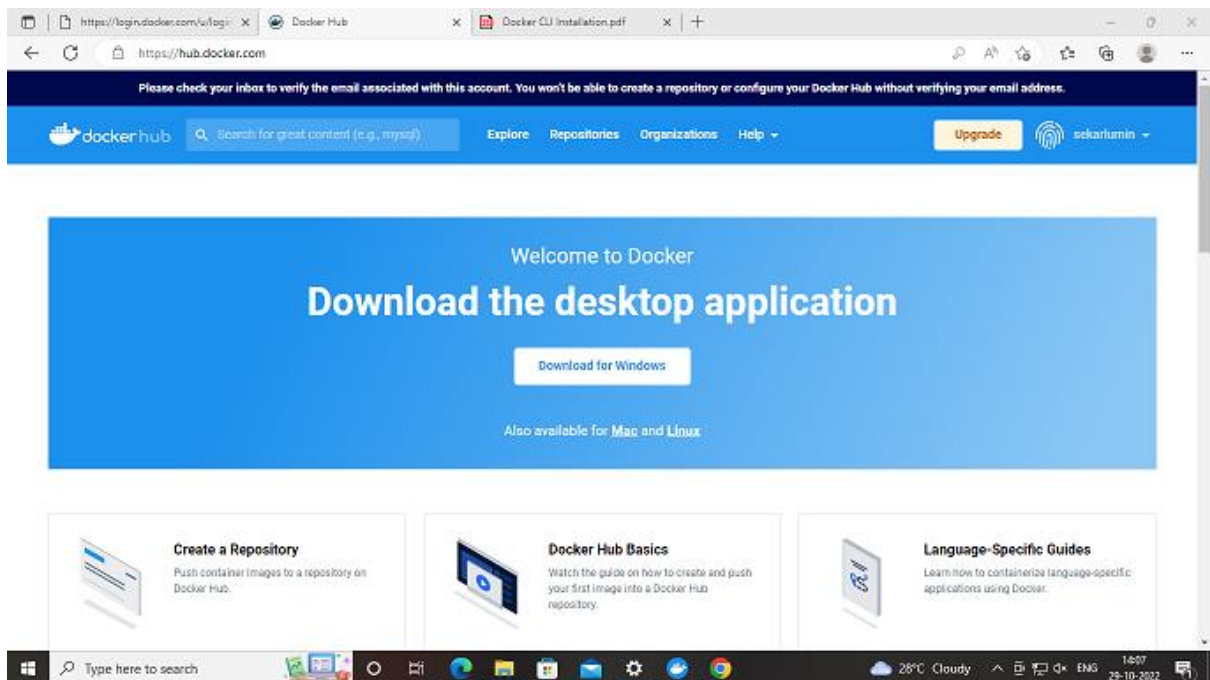 https://login.docker.com/u/logi
Docker Hub
Docker CLI Installation.pdf
https://hub.docker.com
Please check your inbox to verify the email associated with this account. You won't be able to create a repository or configure your Docker Hub without verifying your email address.
dockerhub
Search for great content (e.g., mysql)
Explore
Repositories
Organizations
Help
Upgrade
sekarlumin
Welcome to Docker
Download the desktop application
Download for Windows
Also available for Mac and Linux
Create a Repository
Push container images to a repository on
Docker Hub.
Docker Hub Basics
Watch the guide on how to create and push
your first image into a Docker Hub
repository.
Language-Specific Guides
Learn how to containerize language-specific
applications using Docker.
Type here to search
28°C Cloudy
ENG
14:07
29-10-2022